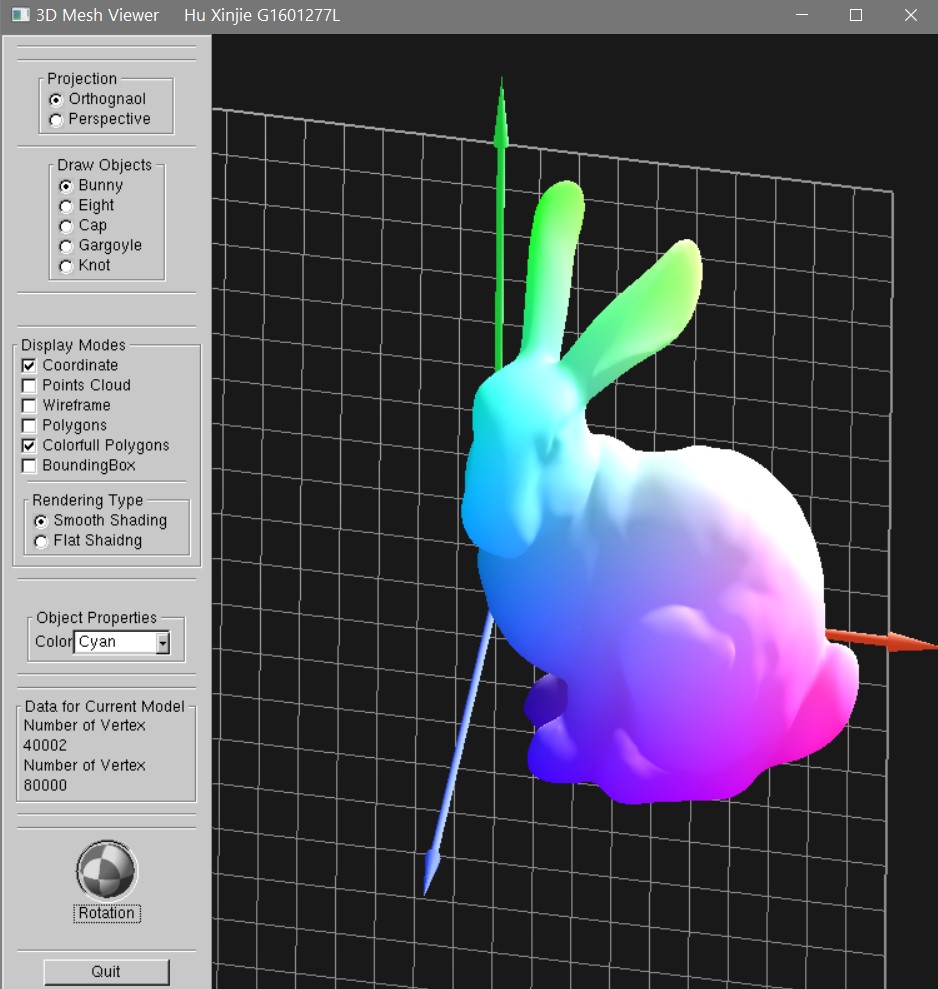 3D Mesh Viewer Hu Xinjie G1601277L
Projection
Orthognaol
Perspective
Draw Objects
Bunny
Eight
Cap
Gargoyle
Knot
Display Modes
Coordinate
Points Cloud
Wireframe
Polygons
Colorfull Polygons
BoundingBox
Rendering Type
Smooth Shading
Flat Shaidng
Object Properties
Color Cyan
Data for Current Model
Number of Vertex
40002
Number of Vertex
80000
Rotation
Quit